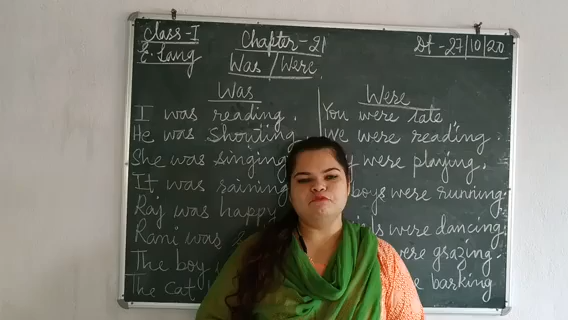 Class-I Chapter-21 Dt-27/10/20
E. Lang Was/Were
Was Were
I was reading. You were late
He was Shouting. We were reading.
She was singing were playing.
It was raining boys were running.
Raj was happy were dancing.
Rani was were grazing.
The boy barking
The Cat